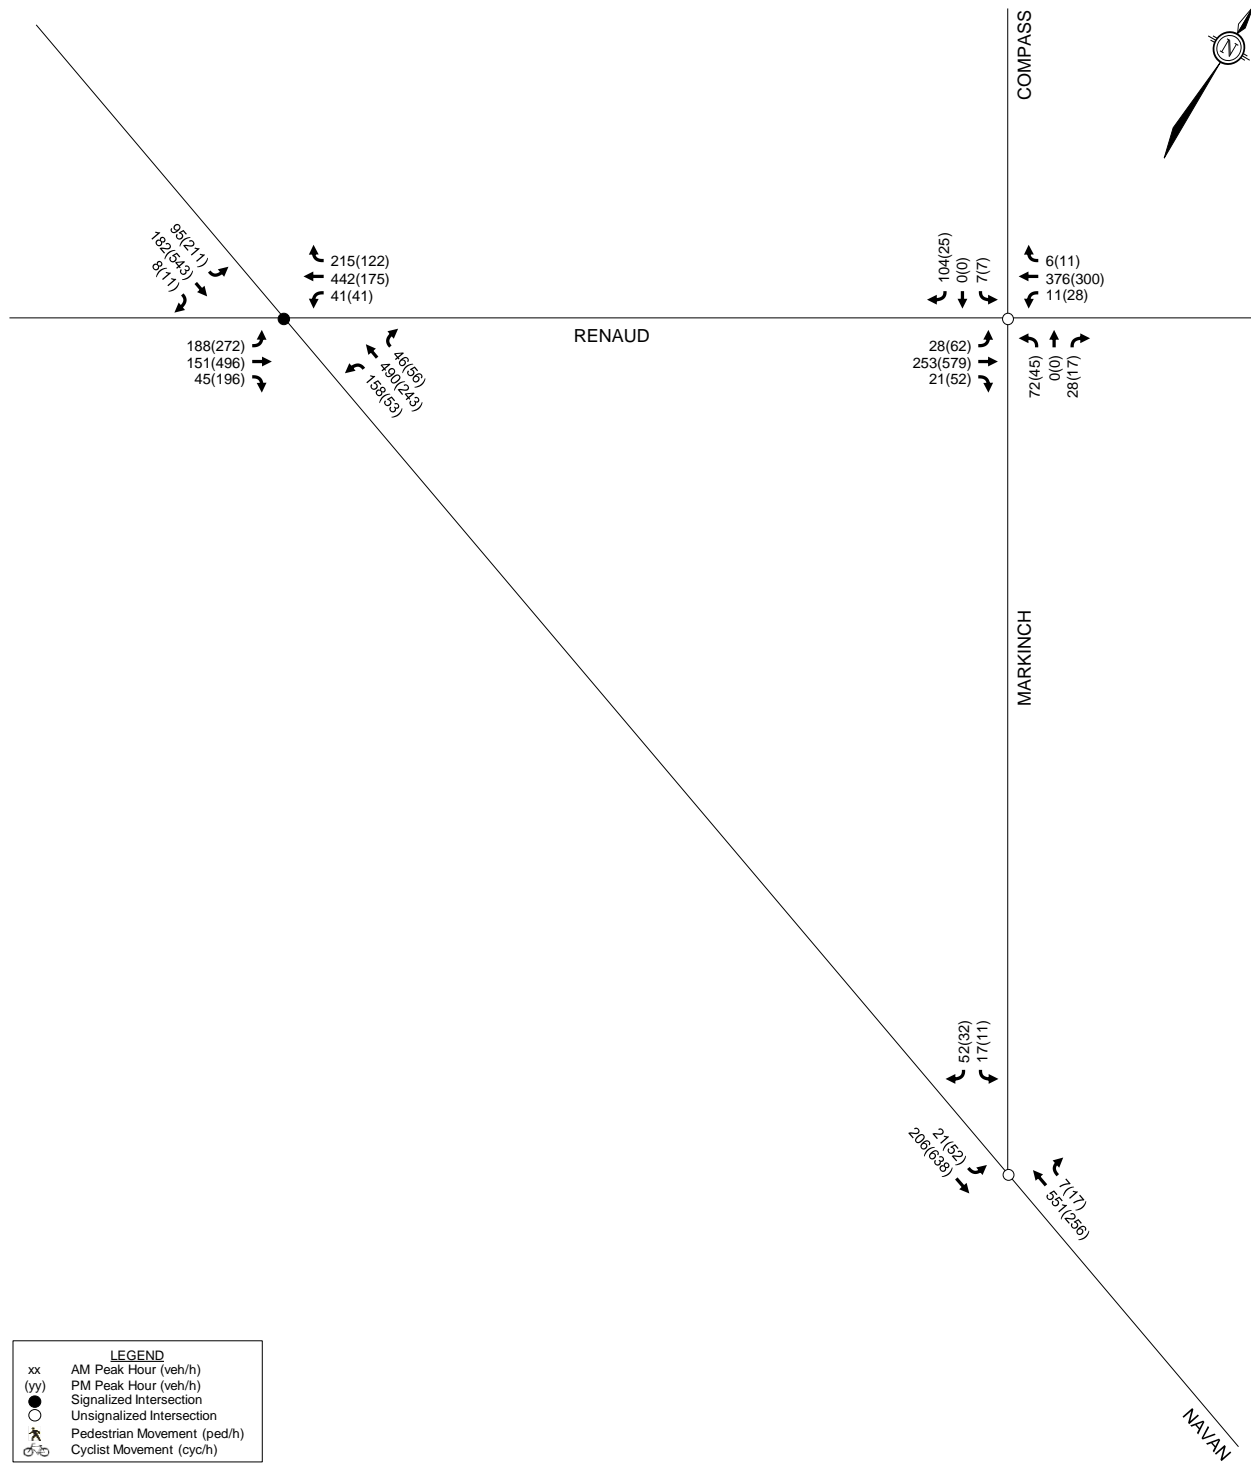 COMPASS
N
95(211)
182(543)
8(11)
215(122)
442(175)
41(41)
104(25)
0(0)
7(7)
6(11)
376(300)
11(28)
RENAUD
188(272)
151(496)
45(196)
46(56)
490(243)
158(53)
28(62)
253(579)
21(52)
72(45)
0(0)
28(17)
MARKINCH
52(32)
17(11)
21(52)
206(638)
7(17)
551(256)
NAVAN
LEGEND
xx AM Peak Hour (veh/h)
(yy) PM Peak Hour (veh/h)
Signalized Intersection
Unsignalized Intersection
Pedestrian Movement (ped/h)
Cyclist Movement (cyc/h)